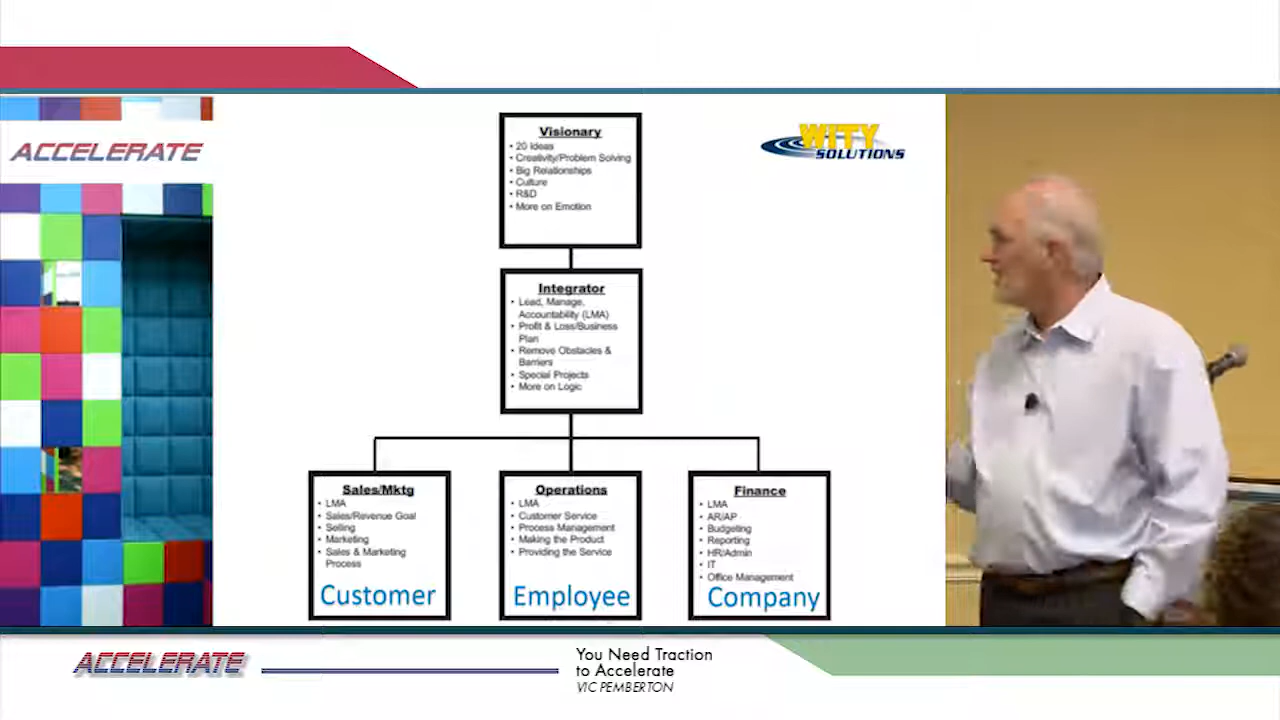 ACCELERATE
WITY
SOLUTIONS
Visionary
• 20 Ideas
• Creativity/Problem Solving
• Big Relationships
• Culture
• R&D
• More on Emotion
Integrator
• Lead, Manage,
Accountability (LMA)
• Profit & Loss/Business
Plan
• Remove Obstacles &
Barriers
• Special Projects
• More on Logic
Sales/Mktg
• LMA
• Sales/Revenue Goal
• Selling
• Marketing
• Sales & Marketing
Process
Customer
Operations
• LMA
• Customer Service
• Process Management
• Making the Product
• Providing the Service
Employee
Finance
• LMA
• AR/AP
• Budgeting
• Reporting
• HR/Admin
• IT
• Office Management
Company
ACCELERATE
You Need Traction
to Accelerate
VIC PEMBERTON